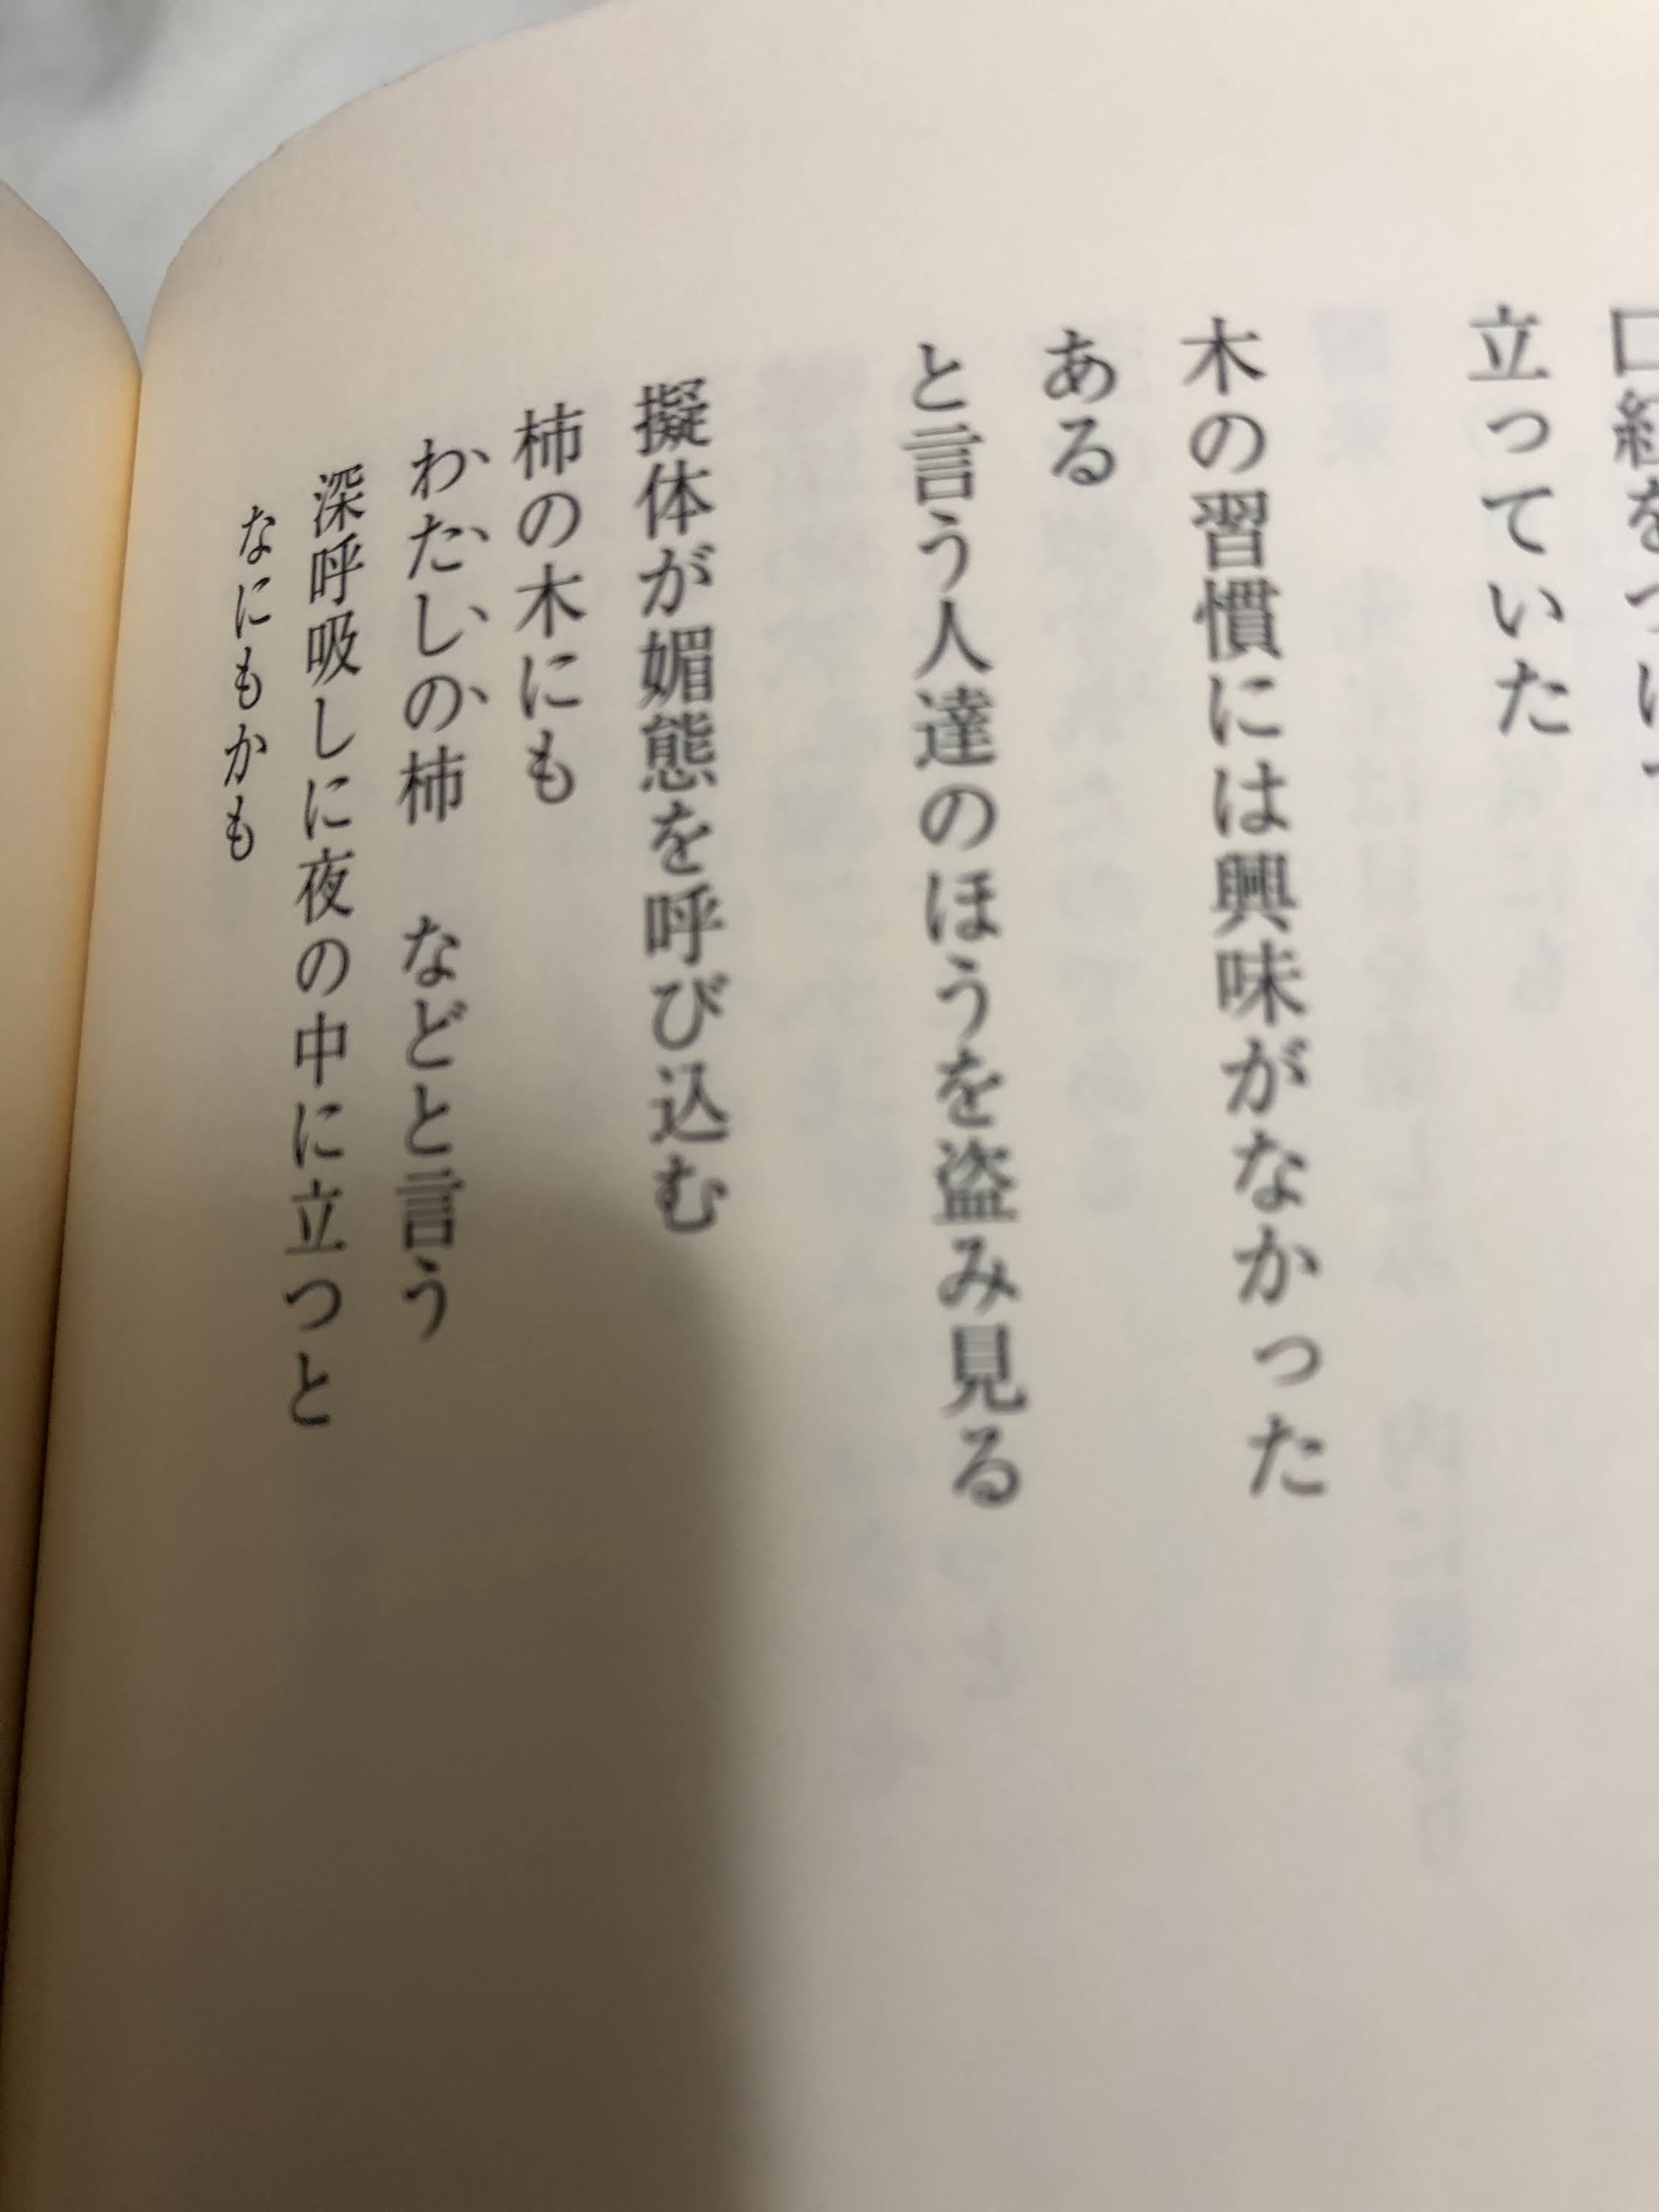 口紅をつけて
立っていた
木の習慣には興味がなかった
ある
と言う人達のほうを盗み見る
擬体が媚態を呼び込む
柿の木にも
わたしの柿　などと言う
深呼吸しに夜の中に立つと
なにもかも